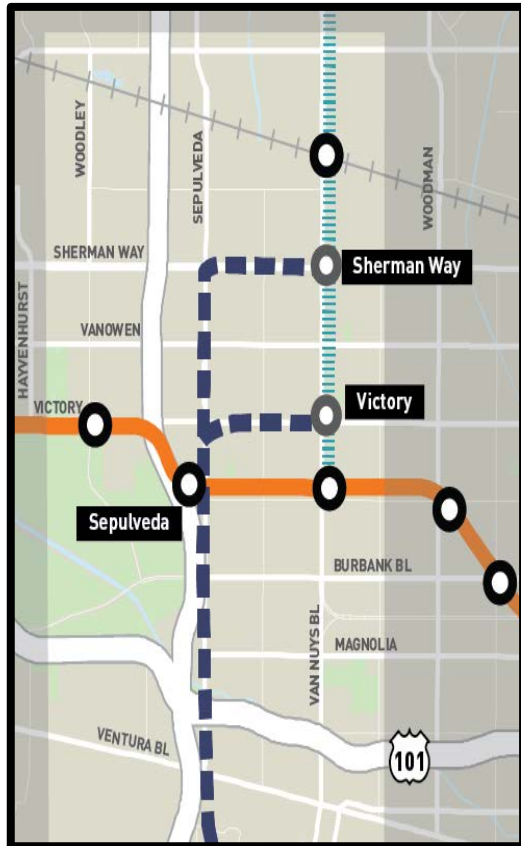 WOODLEY
SEPULVEDA
WOODMAN
SHERMAN WAY
Sherman Way
HAYVENHURST
VANOWEN
VICTORY
Victory
Sepulveda
BURBANK BL
VAN NUYS BL
MAGNOLIA
VENTURA BL
101